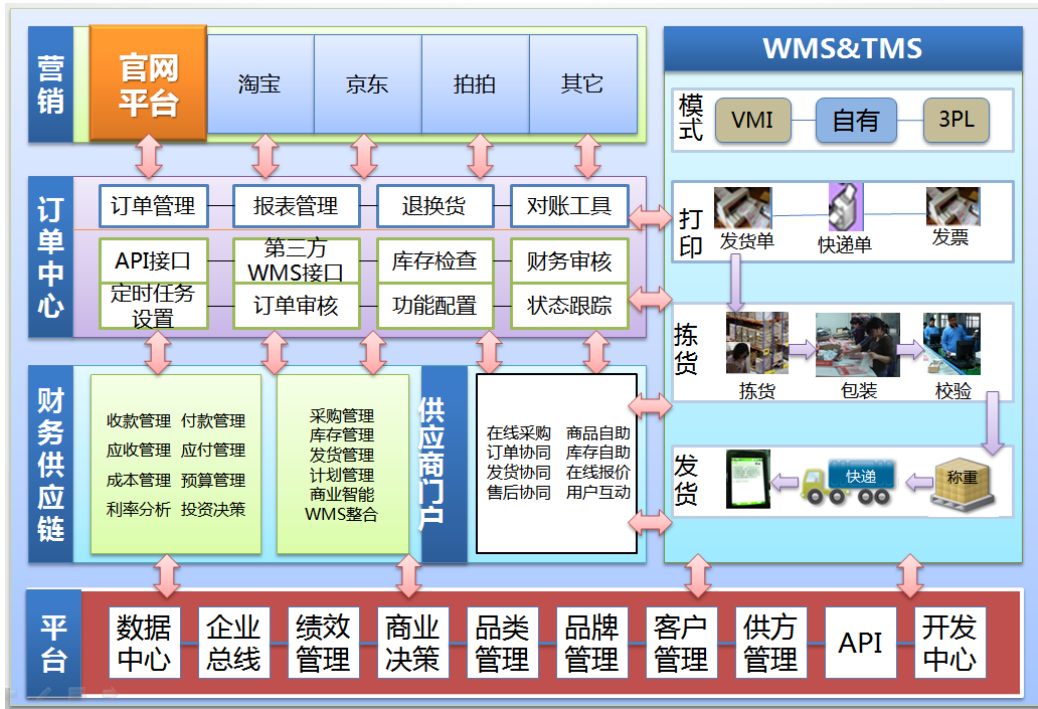 营销
官网平台
淘宝
京东
拍拍
其它
WMS&TMS
模式
VMI
自有
3PL
订单中心
订单管理
报表管理
退换货
对账工具
API接口
第三方
WMS接口
库存检查
财务审核
定时任务
设置
订单审核
功能配置
状态跟踪
打印
发货单
快递单
发票
拣货
拣货
包装
校验
财务供应链
收款管理 付款管理
应收管理 应付管理
成本管理 预算管理
利率分析 投资决策
采购管理
库存管理
发货管理
计划管理
商业智能
WMS整合
供应商门户
在线采购 商品自助
订单协同 库存自助
发货协同 在线报价
售后协同 用户互动
发货
快递
称重
平台
数据
中心
企业
总线
绩效
管理
商业
决策
品类
管理
品牌
管理
客户
管理
供方
管理
API
开发
中心